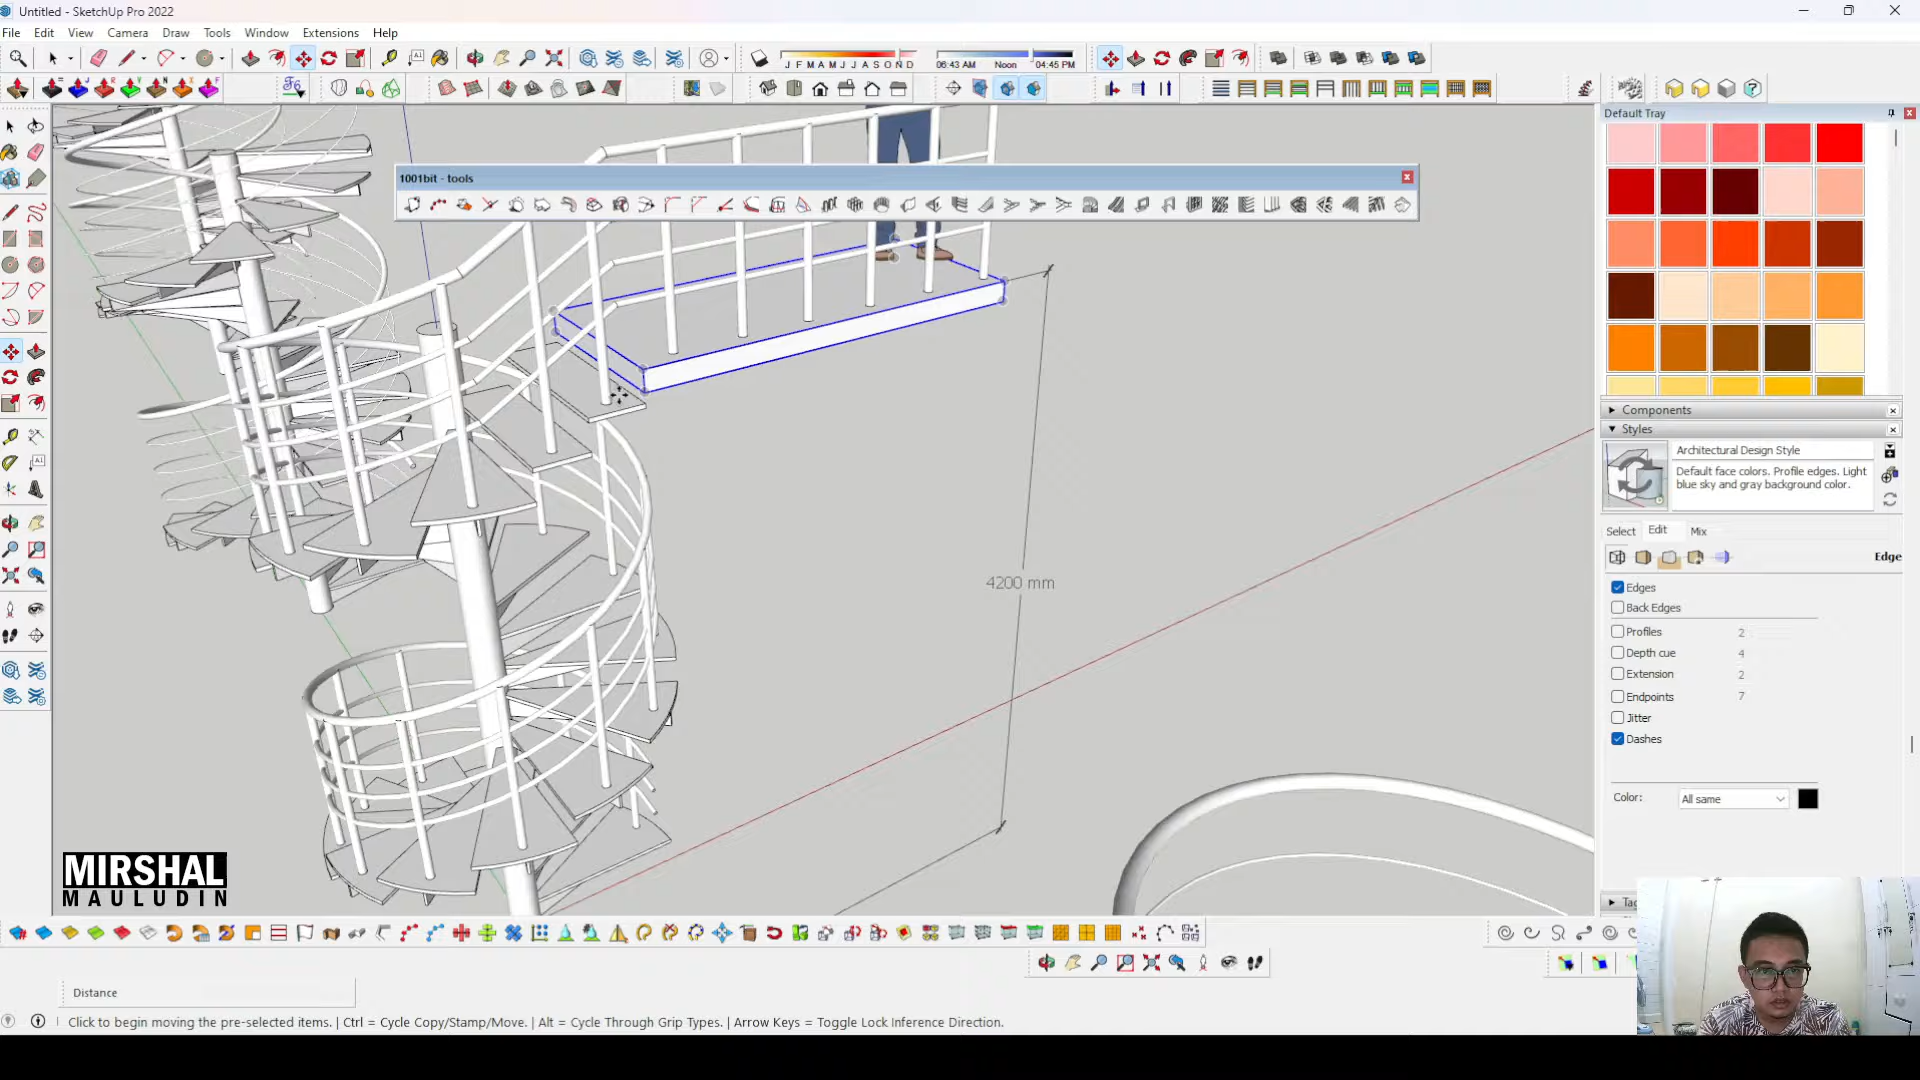 Untitled - SketchUp Pro 2022
File Edit View Camera Draw Tools Window Extensions Help
J F M A M J J A S O N D
06:43 AM Noon 04:45 PM
Default Tray
1001bit - tools
Components
Styles
Architectural Design Style
Default face colors. Profile edges. Light
blue sky and gray background color.
Select Edit Mix
Edge
Edges
Back Edges
Profiles 2
Depth cue 4
Extension 2
Endpoints 7
Jitter
Dashes
Color: All same
4200 mm
MIRSHAL
MAULUDIN
Distance
Click to begin moving the pre-selected items. | Ctrl = Cycle Copy/Stamp/Move. | Alt = Cycle Through Grip Types. | Arrow Keys = Toggle Lock Inference Direction.